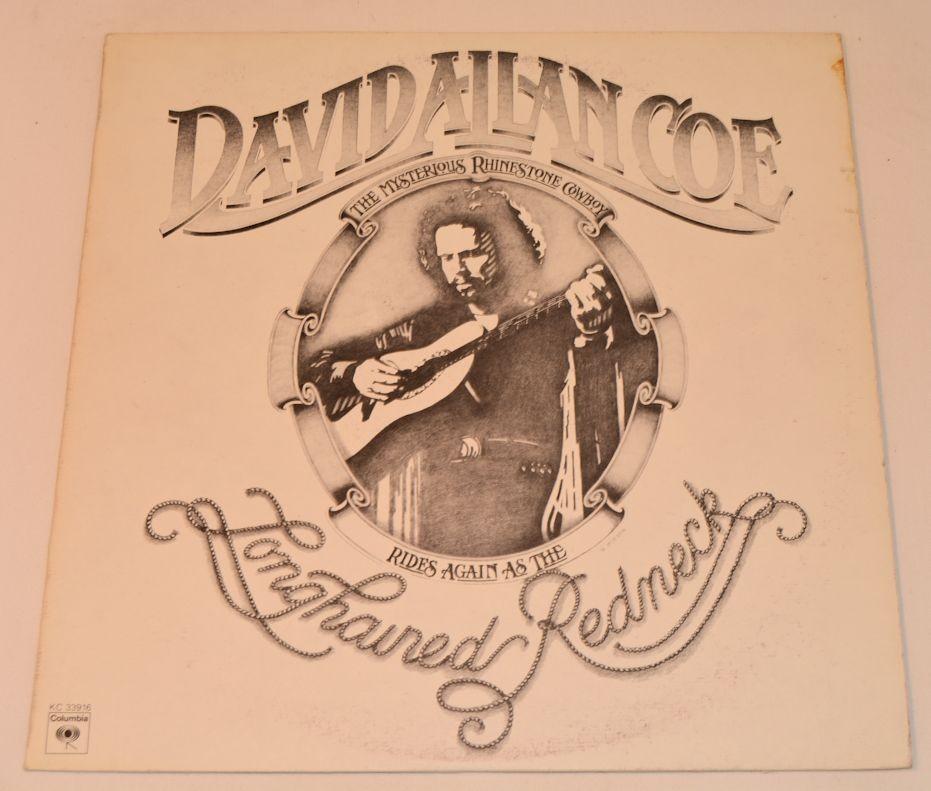 DAVID ALLAN COE
THE MYSTERIOUS RHINESTONE COWBOY
RIDES AGAIN AS THE
Longhaired Redneck
KC 33916
Columbia